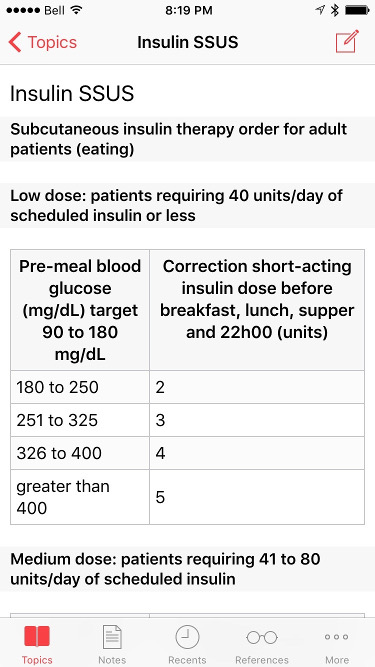 Bell 8:19 PM
Topics Insulin SSUS
Insulin SSUS
Subcutaneous insulin therapy order for adult
patients (eating)
Low dose: patients requiring 40 units/day of
scheduled insulin or less
Pre-meal blood
glucose
(mg/dL) target
90 to 180
mg/dL
Correction short-acting
insulin dose before
breakfast, lunch, supper
and 22h00 (units)
180 to 250 2
251 to 325 3
326 to 400 4
greater than
400
5
Medium dose: patients requiring 41 to 80
units/day of scheduled insulin
Topics Notes Recents References More